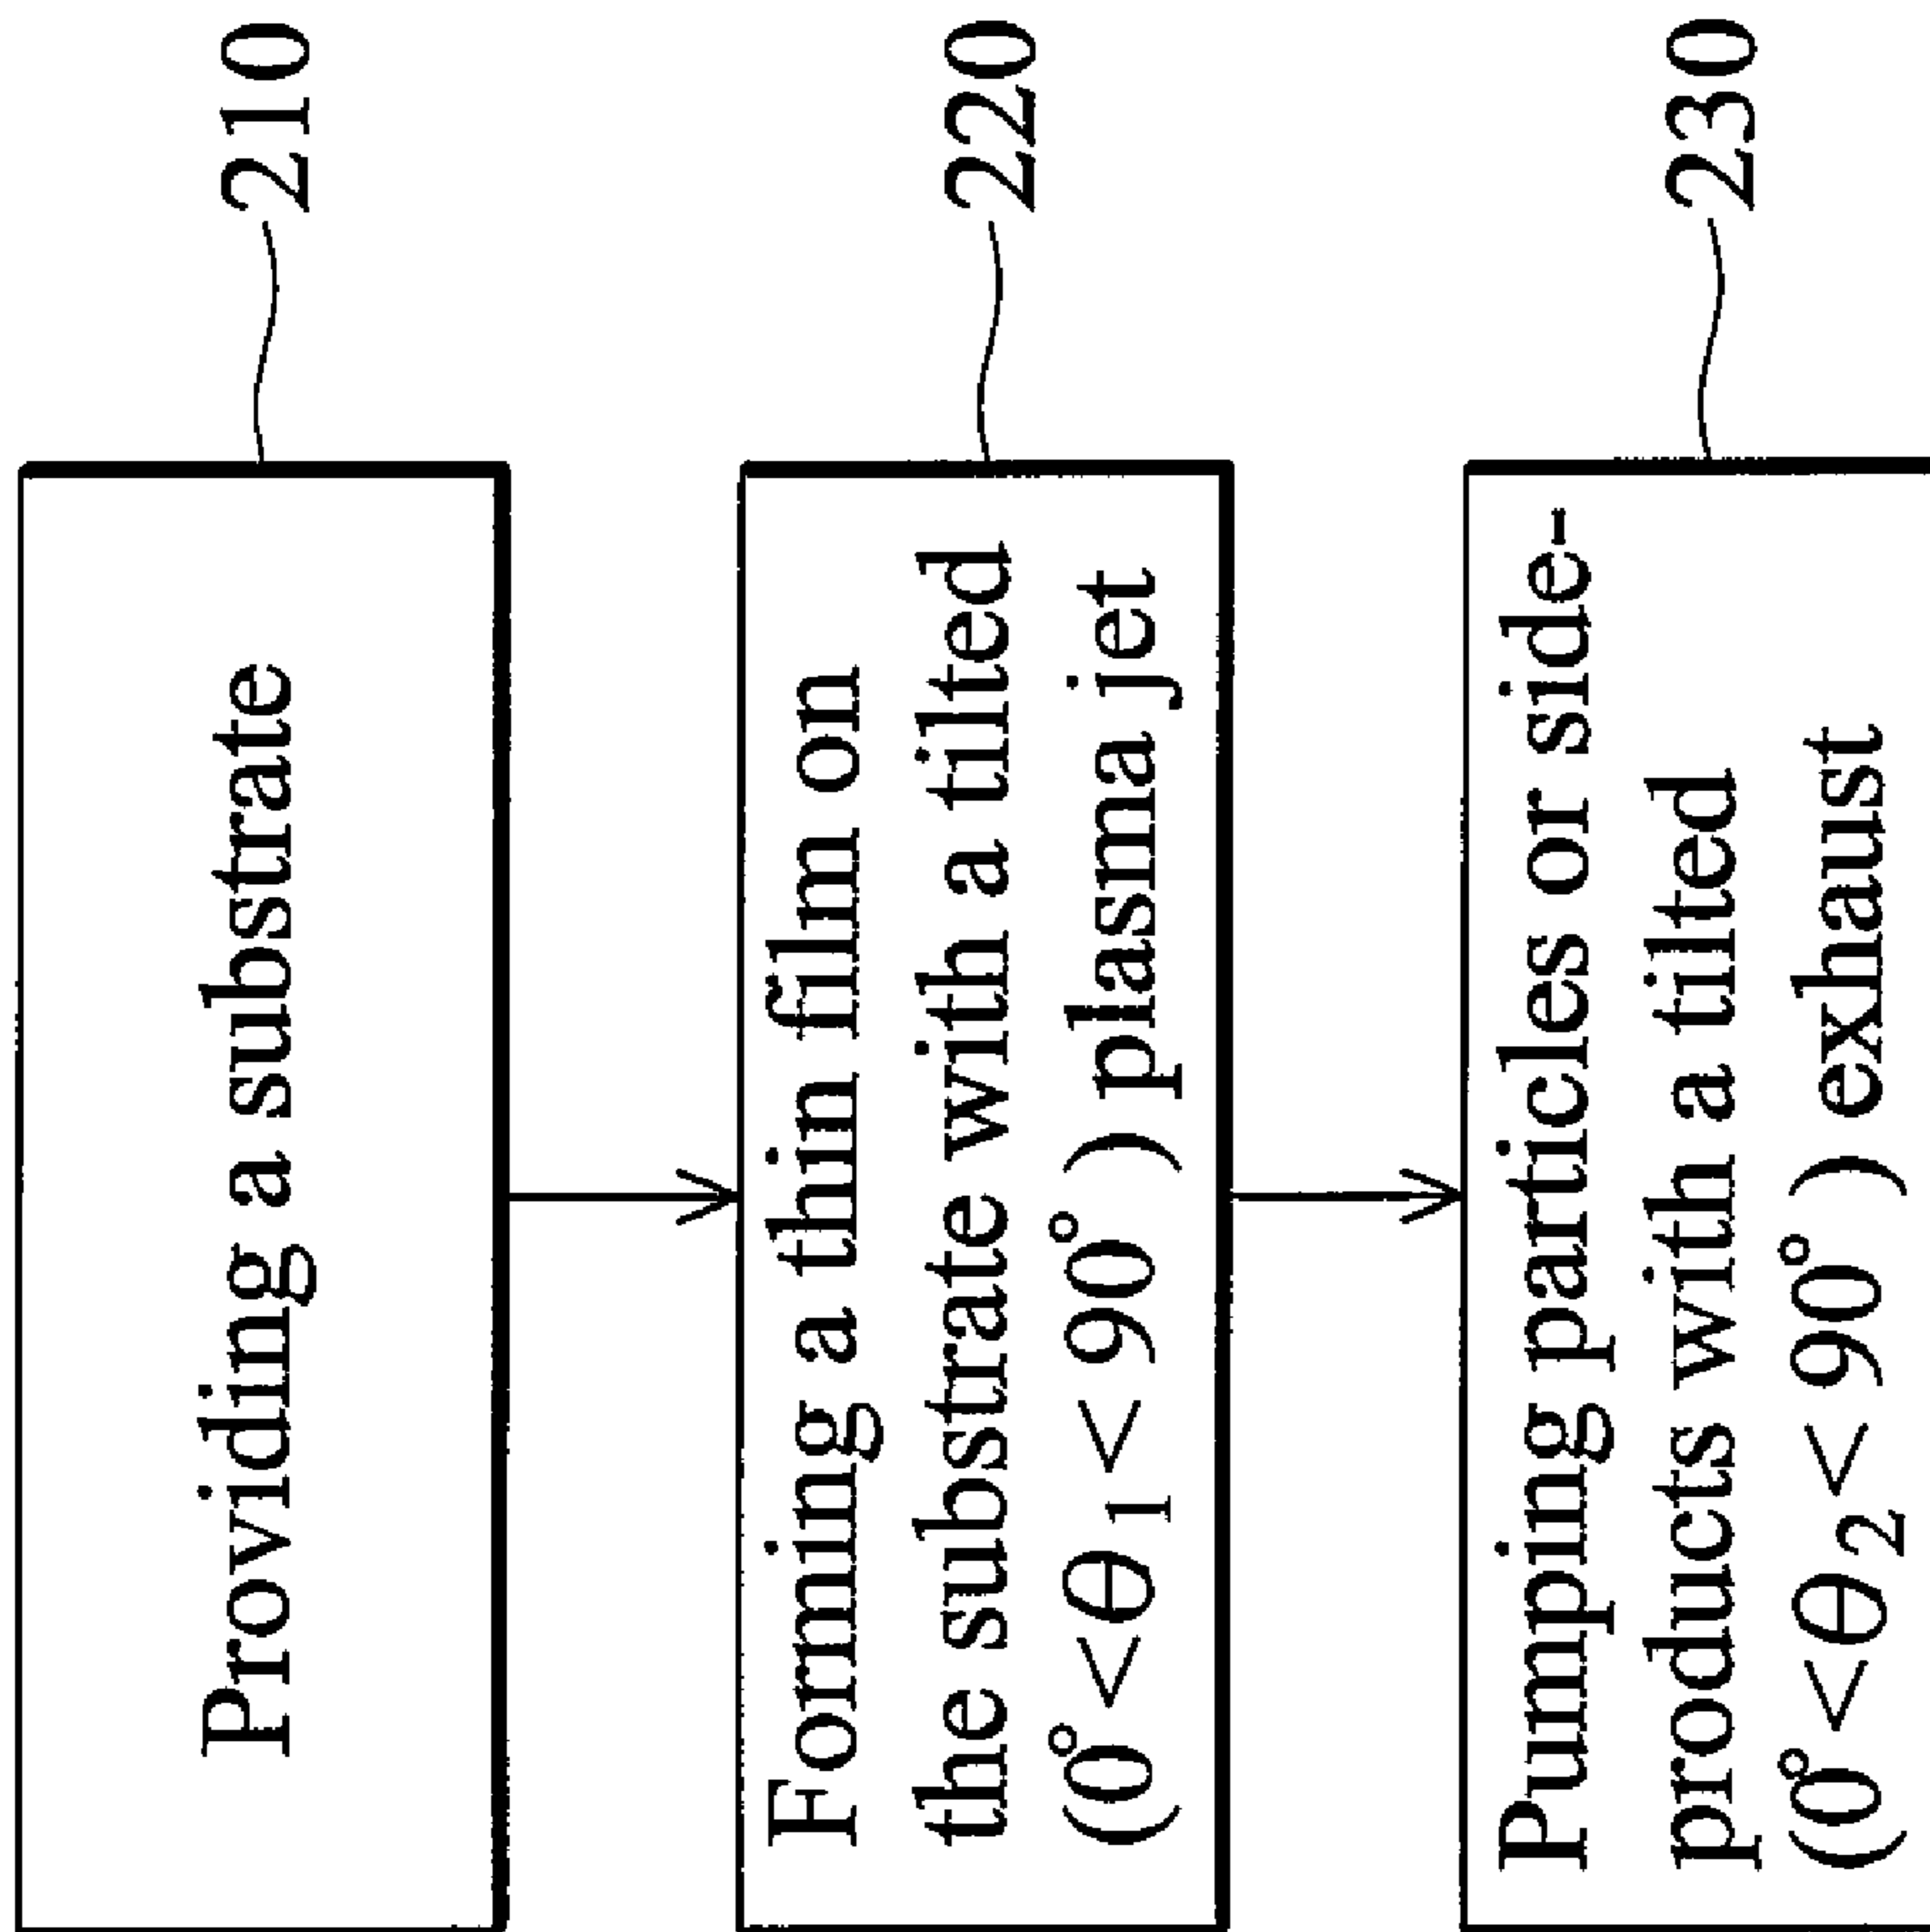 Providing a substrate
210
Forming a thin film on
the substrate with a tilted
(0°<θ1<90°) plasma jet
220
Pumping particles or side-
products with a tilted
(0°<θ2<90°) exhaust
230